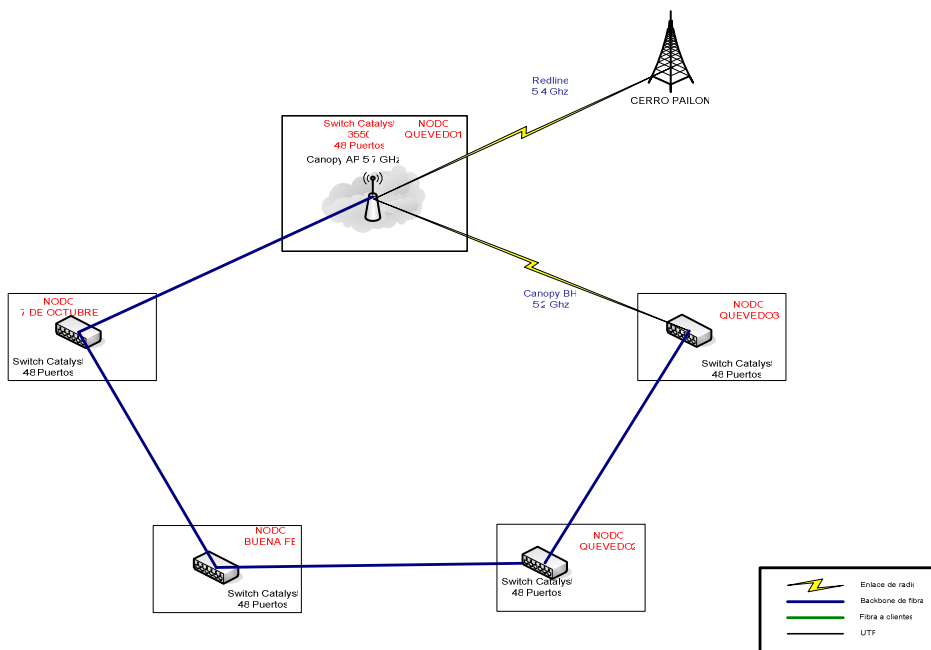 Redline
5.4 Ghz
CERRO PAILON
Switch Catalyst
3550
48 Puertos
NODO
QUEVEDO1
Canopy AP 5.7 GHz
Canopy BH
5.2 Ghz
NODO
7 DE OCTUBRE
Switch Catalyst
48 Puertos
NODO
QUEVEDO3
Switch Catalyst
48 Puertos
NODO
BUENA FE
Switch Catalyst
48 Puertos
NODO
QUEVEDO2
Switch Catalyst
48 Puertos
Enlace de radio
Backbone de fibra
Fibra a clientes
UTP